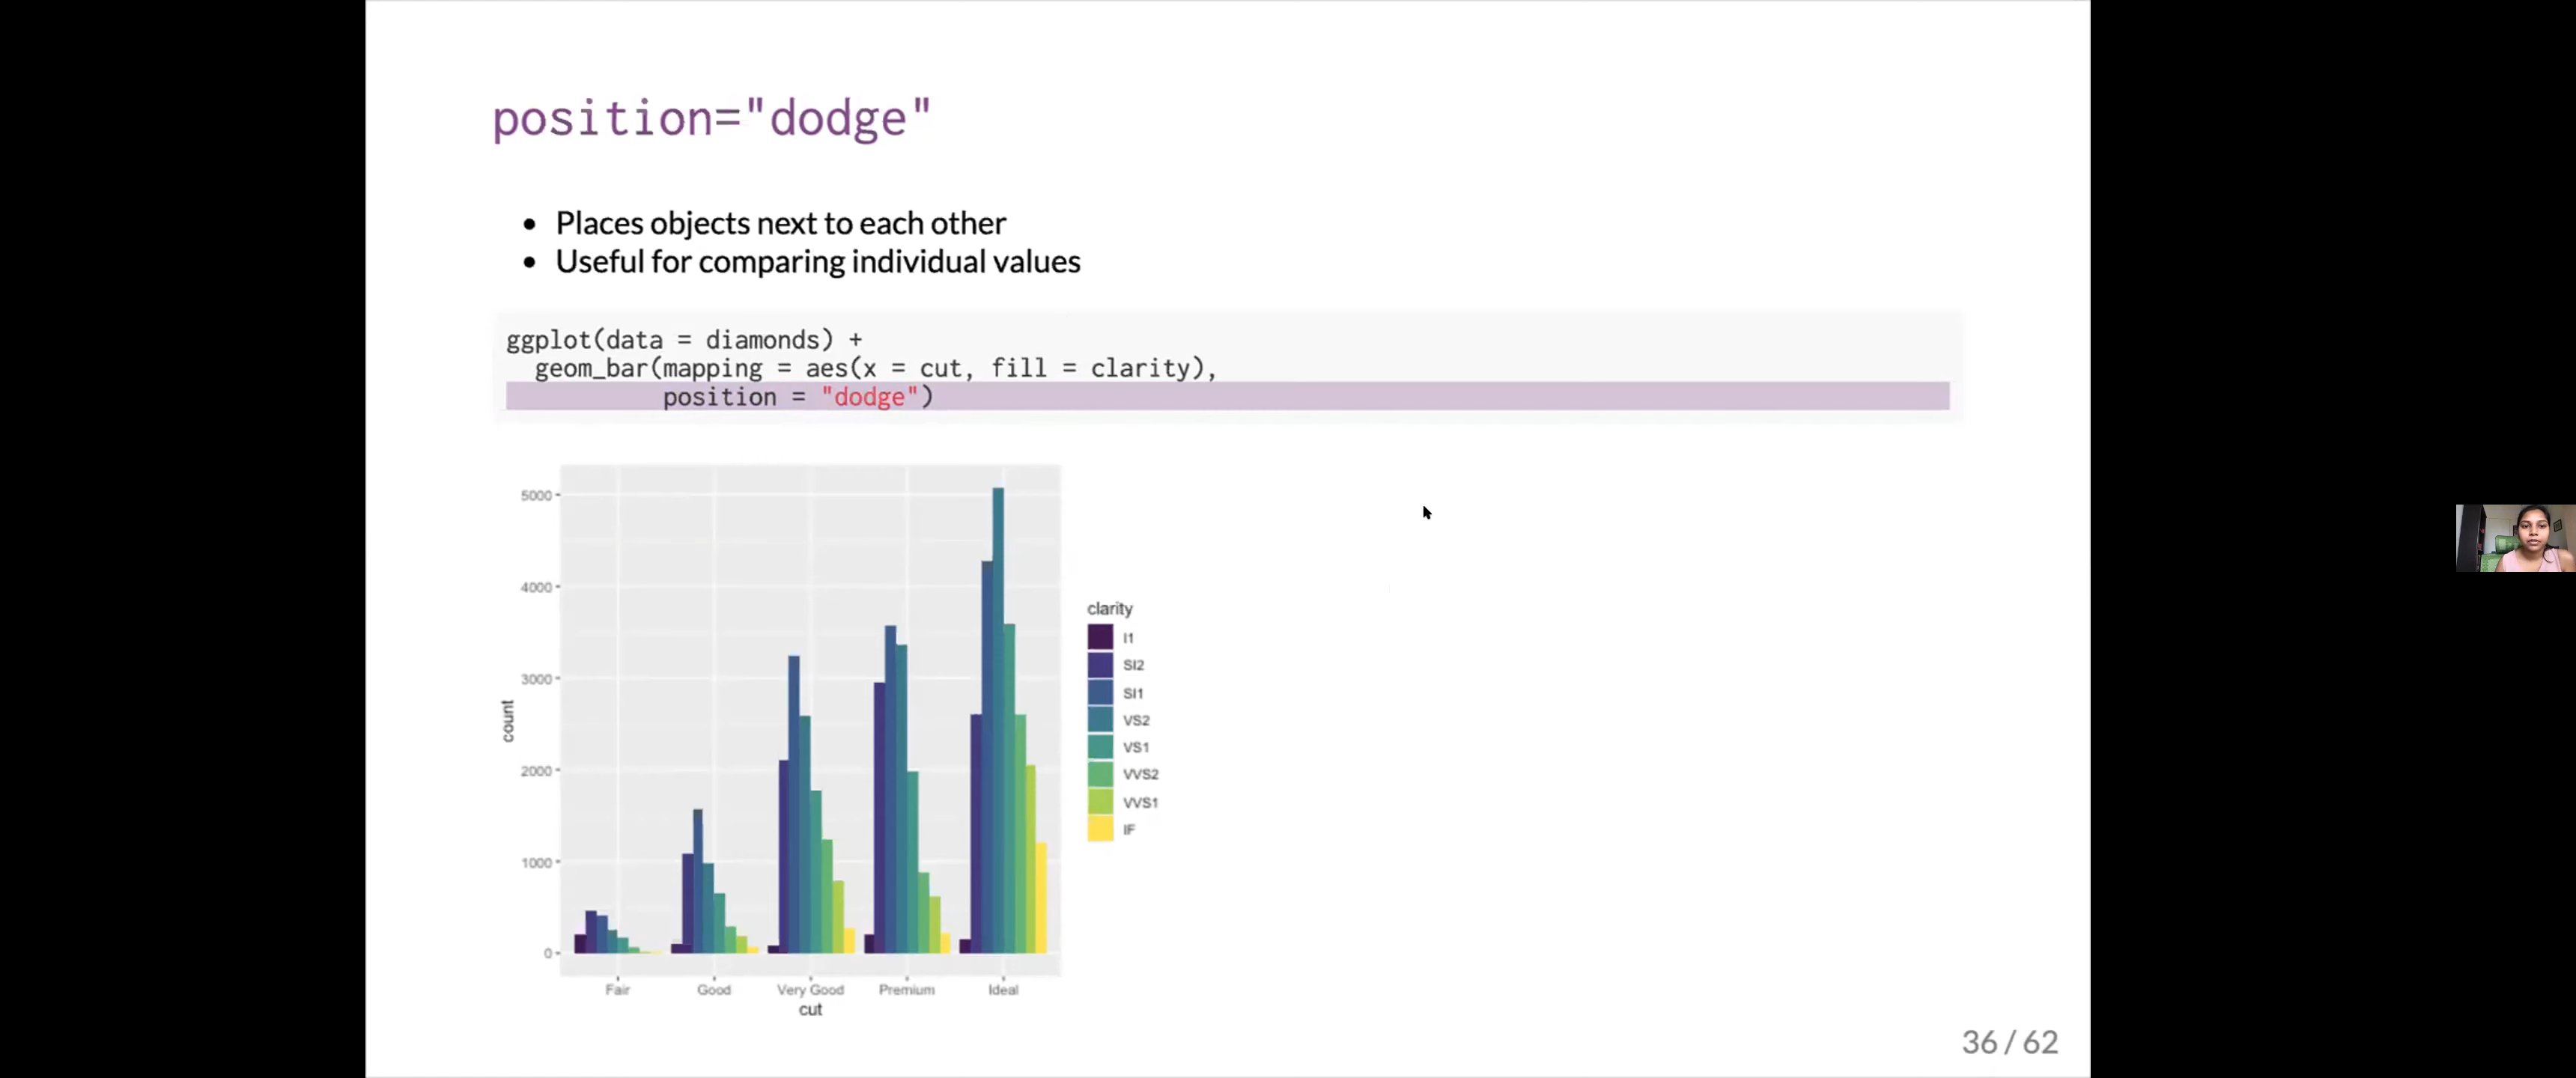 position="dodge"
• Places objects next to each other
• Useful for comparing individual values
ggplot(data = diamonds) +
geom_bar(mapping = aes(x = cut, fill = clarity),
position = "dodge")
5000
4000
3000
2000
1000
0
count
Fair Good Very Good Premium Ideal
cut
clarity
I1
SI2
SI1
VS2
VS1
VVS2
VVS1
IF
36 / 62